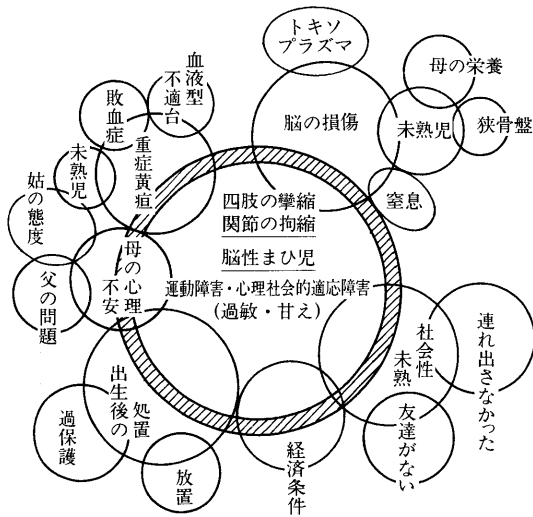 トキソ
プラズマ
母の栄養
未熟児
狭骨盤
脳の損傷
窒息
血液型
不適台
敗血症
重症黄疸
未熟児
姑の態度
母の心理
不安
父の問題
四肢の攣縮
関節の拘縮
脳性まひ児
運動障害・心理社会的適応障害
(過敏・甘え)
処置
出生後の
過保護
放置
経済条件
社会性
未熟
連れ出さなかった
友達がない